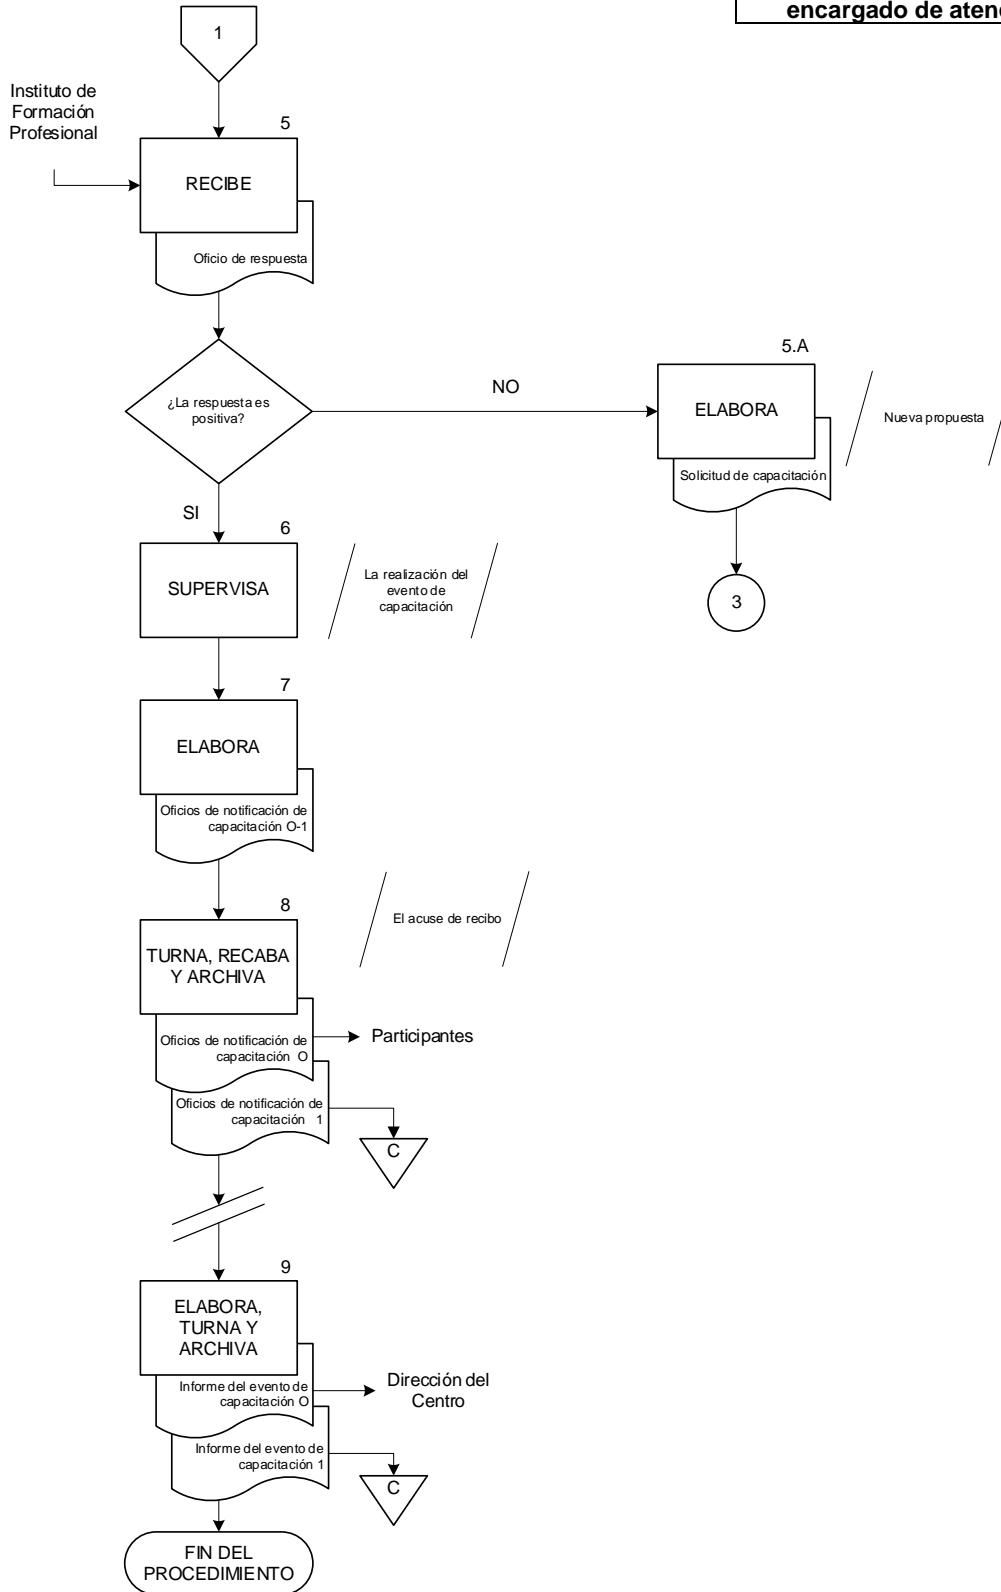 encargado de
1
Instituto de
Formación
Profesional
5
RECIBE
Oficio de respuesta
¿La respuesta es
positiva?
NO
5.A
ELABORA
Solicitud de capacitación
Nueva propuesta
3
SI
6
SUPERVISA
La realización del
evento de
capacitación
7
ELABORA
Oficios de notificación de
capacitación O-1
8
TURNA, RECABA
Y ARCHIVA
El acuse de recibo
Oficios de notificación de
capacitación O
Participantes
Oficios de notificación de
capacitación 1
C
9
ELABORA,
TURNA Y
ARCHIVA
Informe del evento de
capacitación O
Dirección del
Centro
Informe del evento de
capacitación 1
C
FIN DEL
PROCEDIMIENTO